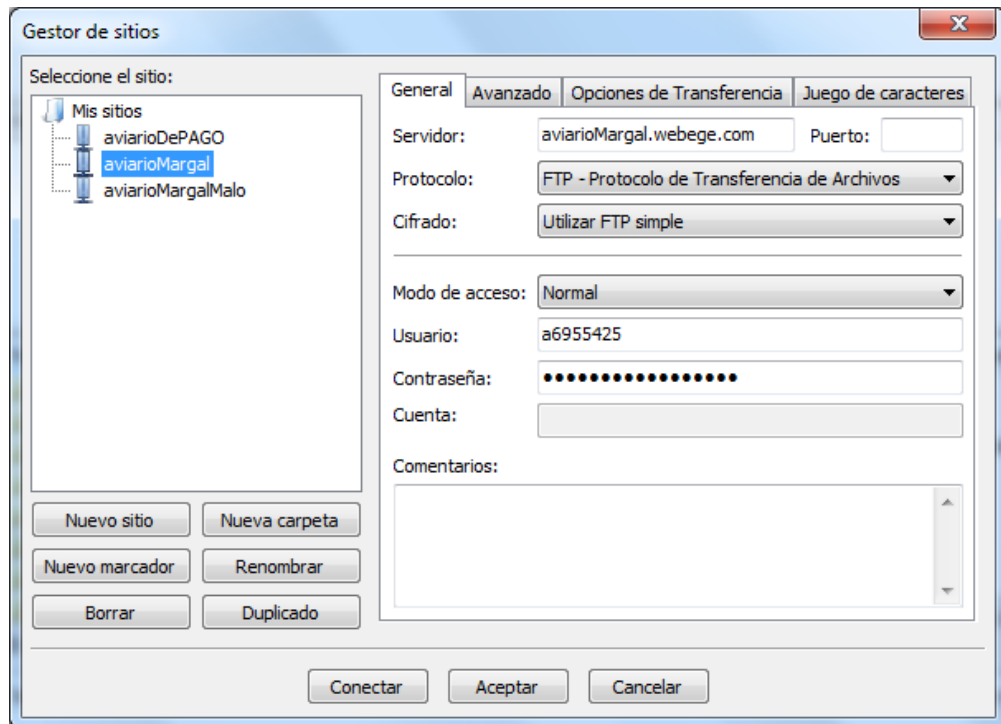 Gestor de sitios
Seleccione el sitio:
Mis sitios
aviarioDePAGO
aviarioMargal
aviarioMargalMalo
Nuevo sitio
Nueva carpeta
Nuevo marcador
Renombrar
Borrar
Duplicado
General
Avanzado
Opciones de Transferencia
Juego de caracteres
Servidor: aviarioMargal.webege.com Puerto:
Protocolo: FTP - Protocolo de Transferencia de Archivos
Cifrado: Utilizar FTP simple
Modo de acceso: Normal
Usuario: a6955425
Contraseña: •••••••••••••••••
Cuenta:
Comentarios:
Conectar
Aceptar
Cancelar